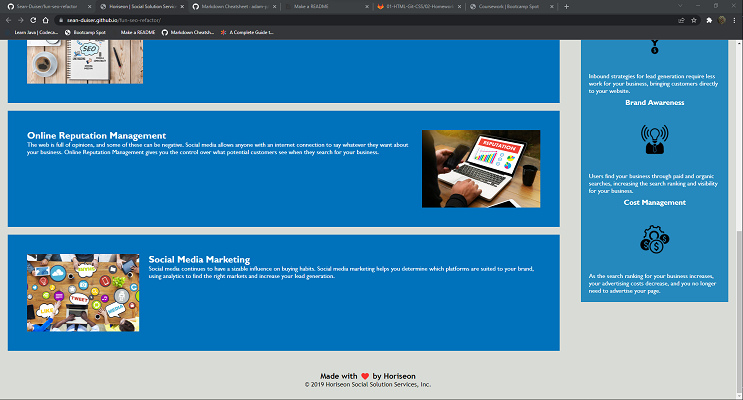 Sean-Duiser/fun-seo-refactor
Horiseon | Social Solution Servi
Markdown Cheatsheet · adam-p
Make a README
01-HTML-Git-CSS/02-Homework
Coursework | Bootcamp Spot
sean-duiser.github.io/fun-seo-refactor/
Learn Java | Codeca...
Bootcamp Spot
Make a README
Markdown Cheatsh...
A Complete Guide t...
SEO
Online Reputation Management
The web is full of opinions, and some of these can be negative. Social media allows anyone with an internet connection to say whatever they want about
your business. Online Reputation Management gives you the control over what potential customers see when they search for your business.
REPUTATION
Social Media Marketing
Social media continues to have a sizable influence on buying habits. Social media marketing helps you determine which platforms are suited to your brand,
using analytics to find the right markets and increase your lead generation.
TWEET
LIKE
Inbound strategies for lead generation require less
work for your business, bringing customers directly
to your website.
Brand Awareness
Users find your business through paid and organic
searches, increasing the search ranking and visibility
for your business.
Cost Management
As the search ranking for your business increases,
your advertising costs decrease, and you no longer
need to advertise your page.
Made with ❤️ by Horiseon
© 2019 Horiseon Social Solution Services, Inc.